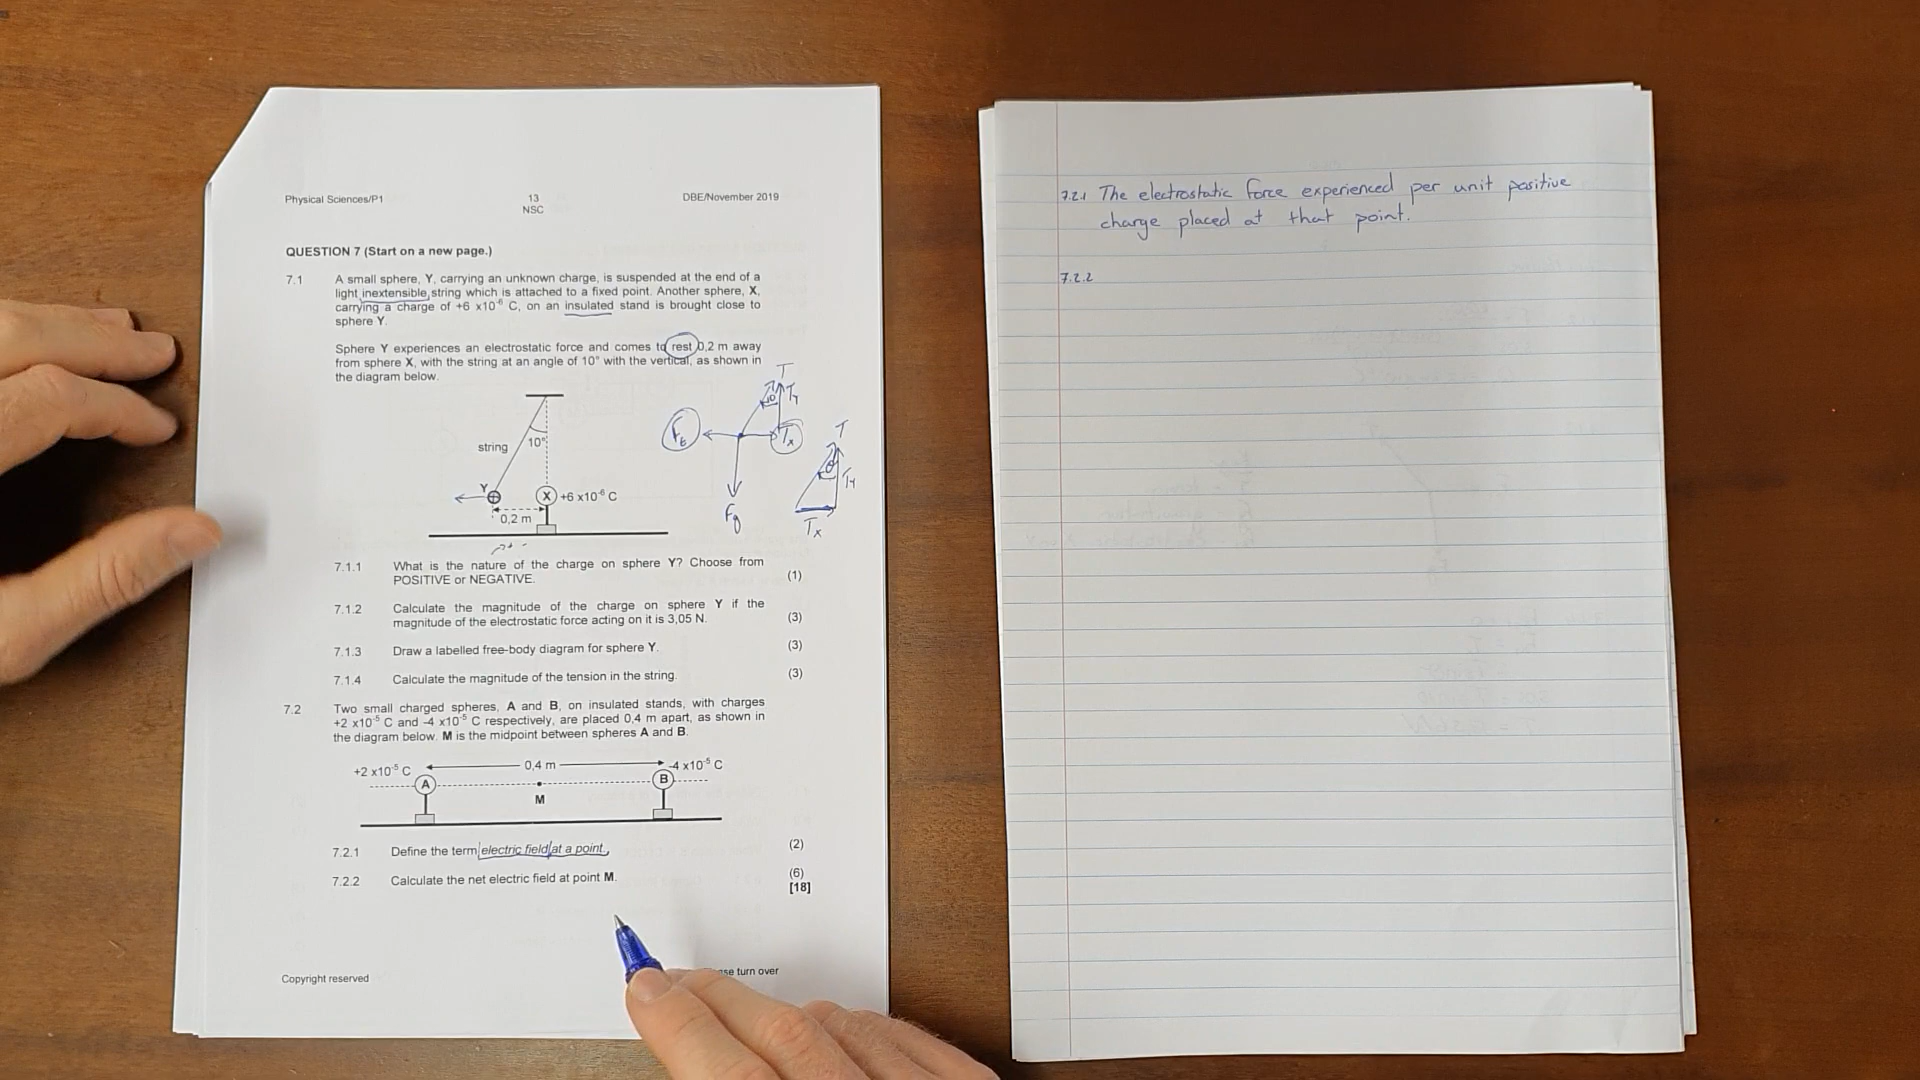 Physical Sciences/P1 13 DBE/November 2019
NSC
QUESTION 7 (Start on a new page.)
7.1 A small sphere, Y, carrying an unknown charge, is suspended at the end of a
light inextensible string which is attached to a fixed point. Another sphere, X,
carrying a charge of +6 x10⁻⁶ C, on an insulated stand is brought close to
sphere Y.
Sphere Y experiences an electrostatic force and comes to rest 0,2 m away
from sphere X, with the string at an angle of 10° with the vertical, as shown in
the diagram below.
string
10°
Y
X +6 x10⁻⁶ C
0,2 m
T
10°
Ty
FE
Tx
Fg
T
θ
Ty
Tx
7.1.1 What is the nature of the charge on sphere Y? Choose from
POSITIVE or NEGATIVE. (1)
7.1.2 Calculate the magnitude of the charge on sphere Y if the
magnitude of the electrostatic force acting on it is 3,05 N. (3)
7.1.3 Draw a labelled free-body diagram for sphere Y. (3)
7.1.4 Calculate the magnitude of the tension in the string. (3)
7.2 Two small charged spheres, A and B, on insulated stands, with charges
+2 x10⁻⁵ C and -4 x10⁻⁵ C respectively, are placed 0,4 m apart, as shown in
the diagram below. M is the midpoint between spheres A and B.
+2 x10⁻⁵ C 0,4 m -4 x10⁻⁵ C
A B
M
7.2.1 Define the term electric field at a point. (2)
7.2.2 Calculate the net electric field at point M. (6)
[18]
Copyright reserved turn over
7.2.1 The electrostatic force experienced per unit positive
charge placed at that point.
7.2.2